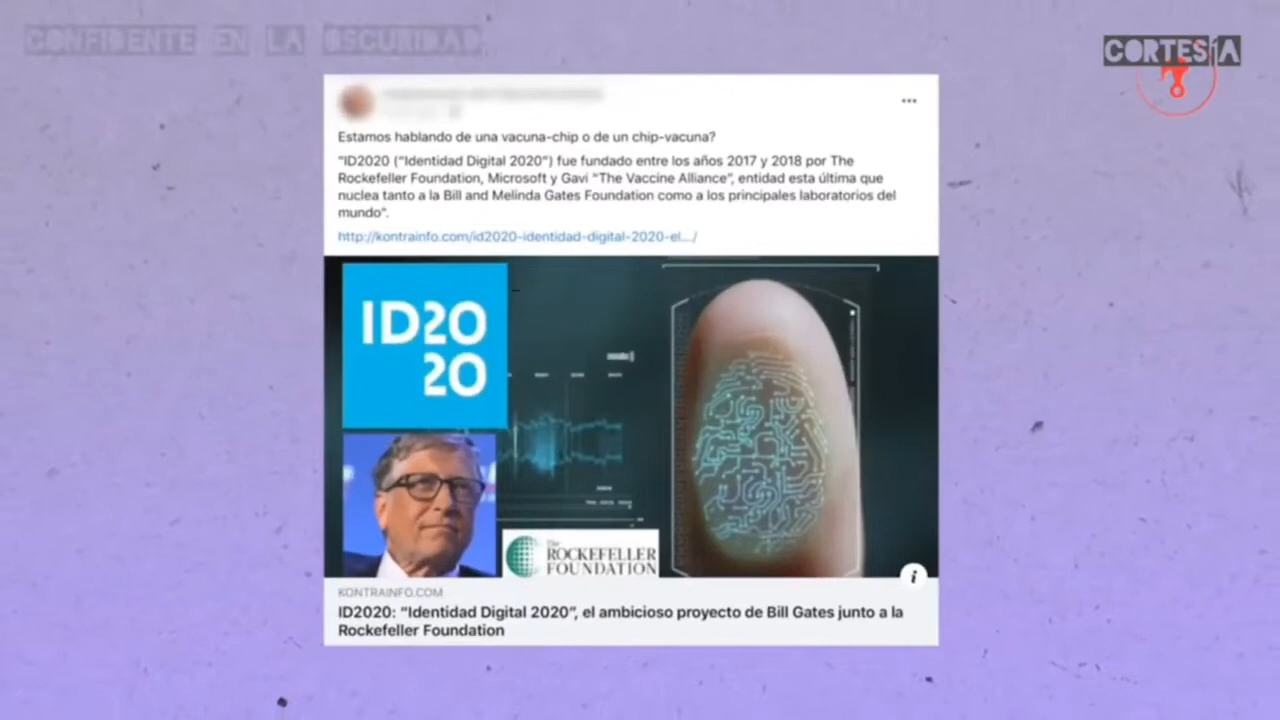 CONFIDENTE EN LA OSCURIDAD
CORTESíA
Estamos hablando de una vacuna-chip o de un chip-vacuna?
"ID2020 ("Identidad Digital 2020") fue fundado entre los años 2017 y 2018 por The
Rockefeller Foundation, Microsoft y Gavi “The Vaccine Alliance”, entidad esta última que
nuclea tanto a la Bill and Melinda Gates Foundation como a los principales laboratorios del
mundo".
http://kontrainfo.com/id2020-identidad-digital-2020-el.../
ID20
20
The
ROCKEFELLER
FOUNDATION
i
KONTRAINFO.COM
ID2020: “Identidad Digital 2020”, el ambicioso proyecto de Bill Gates junto a la
Rockefeller Foundation